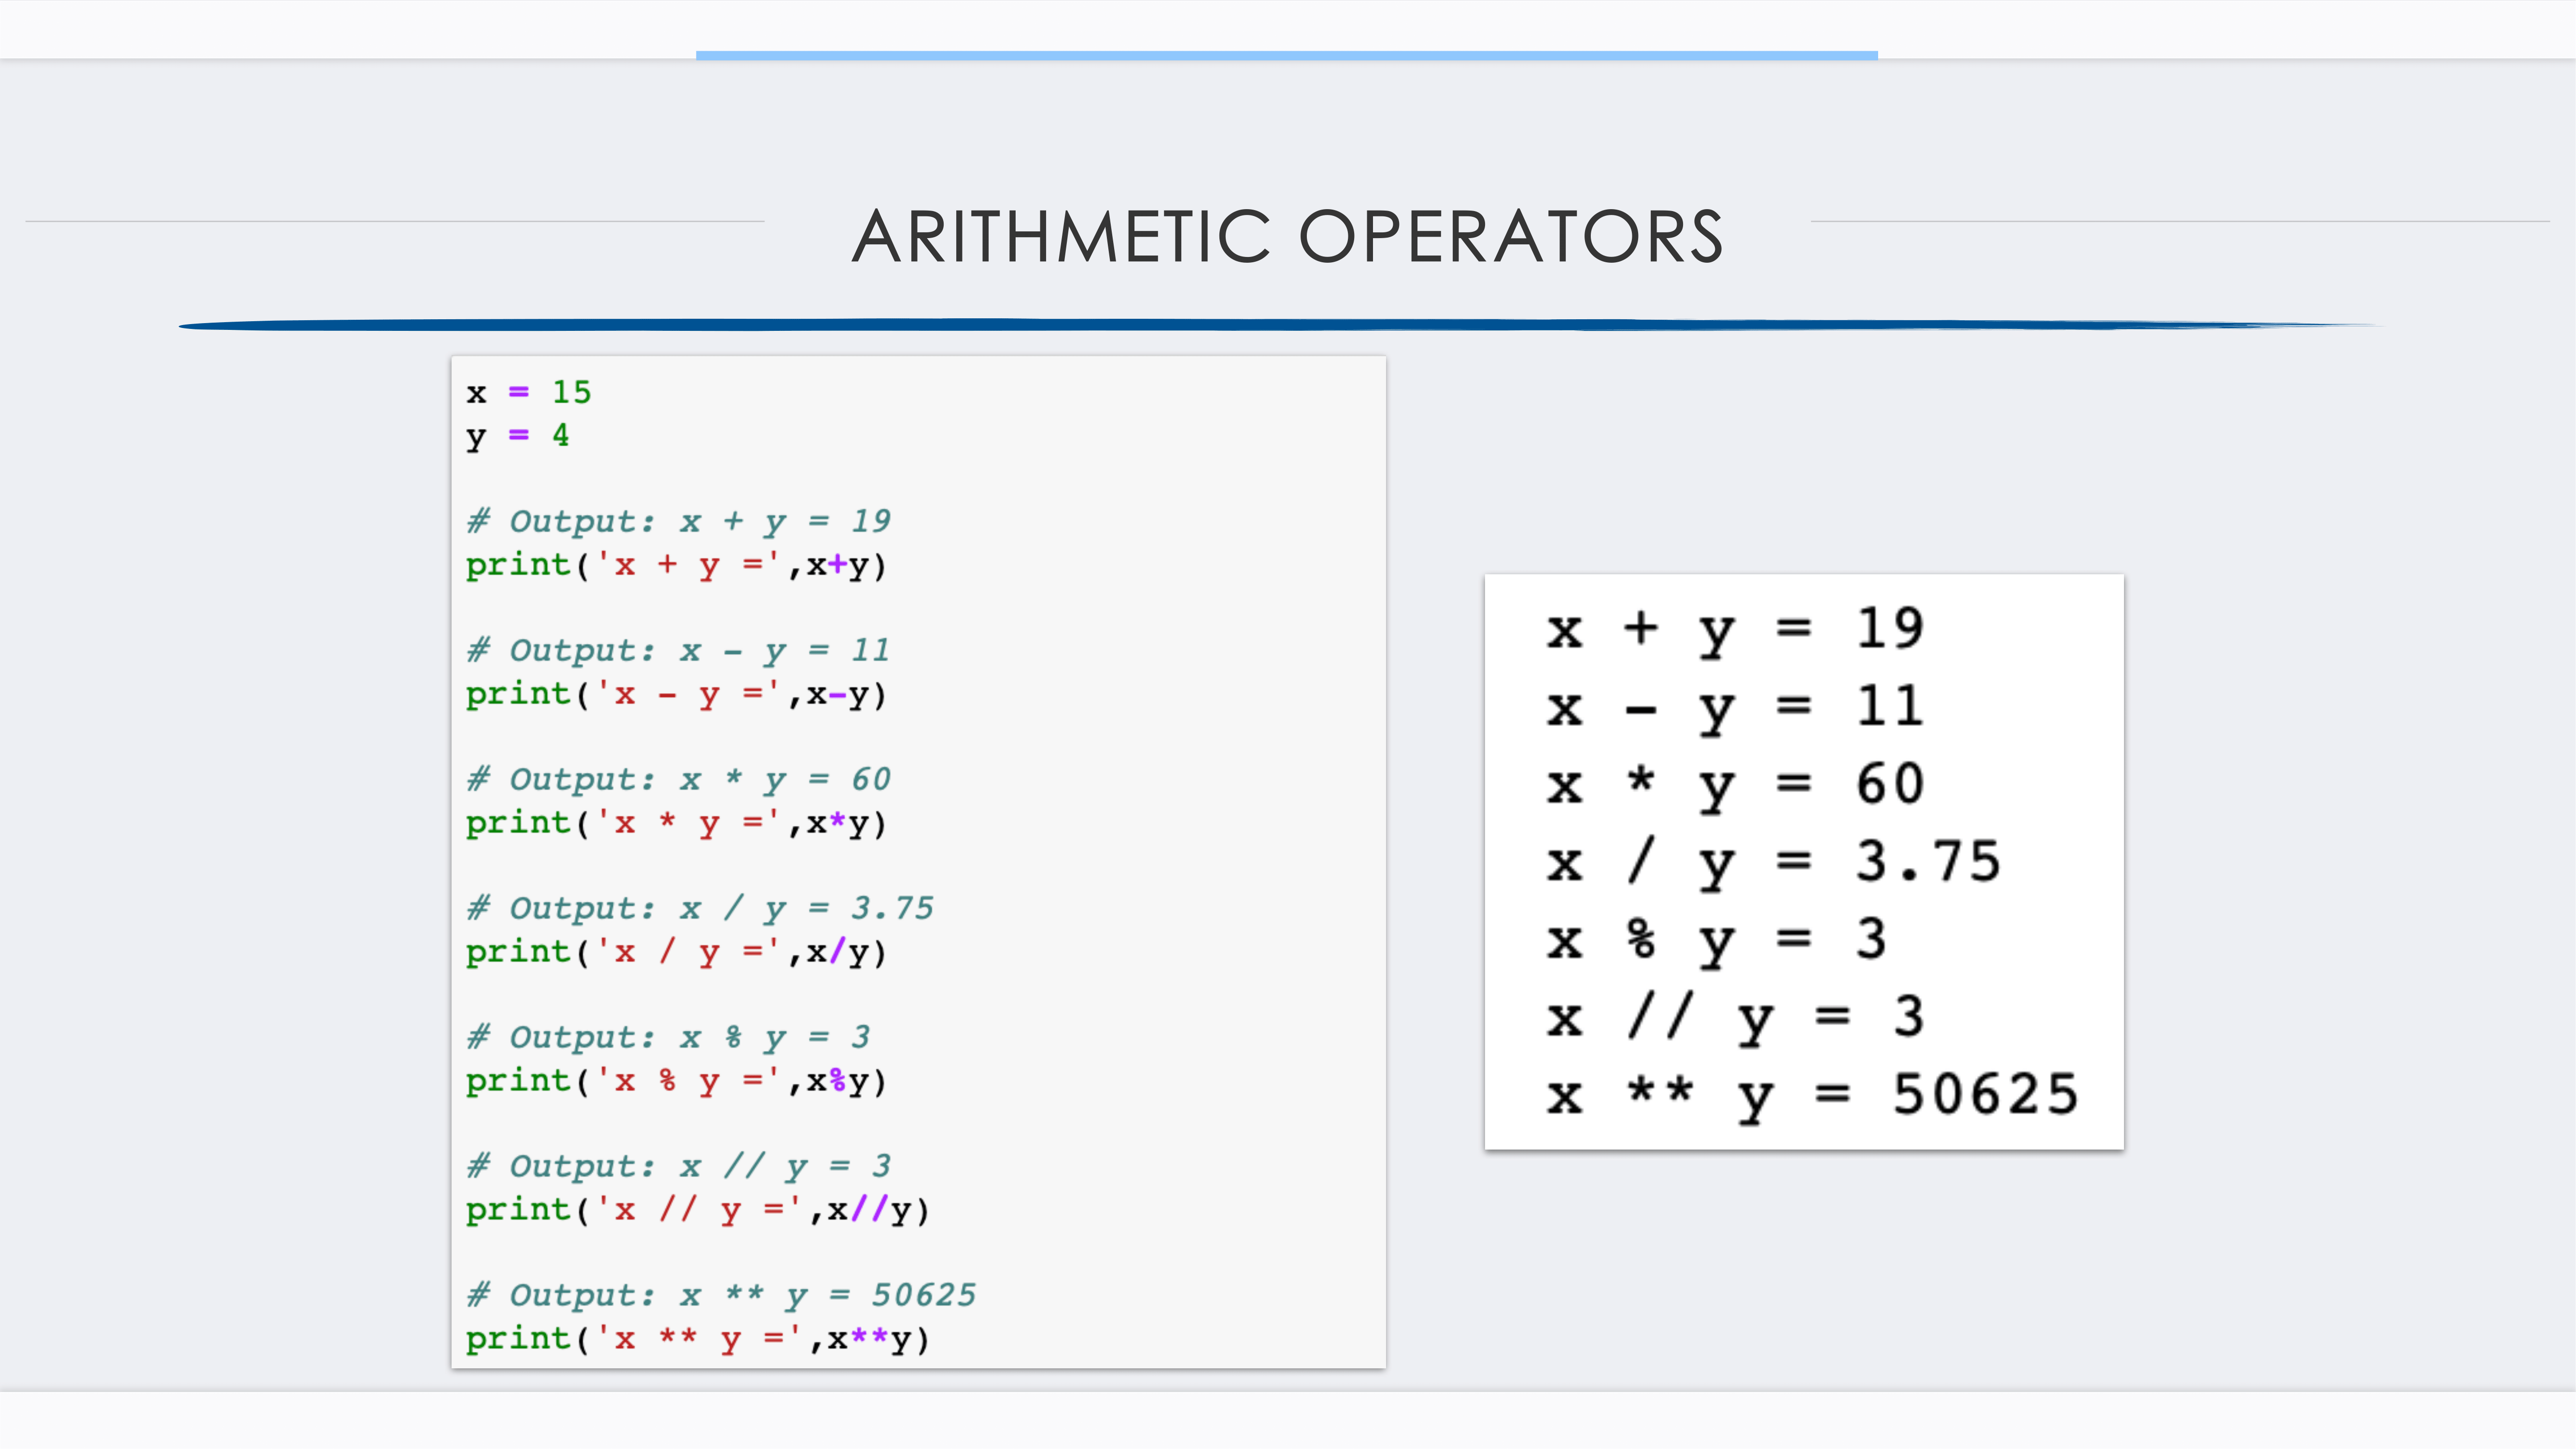 ARITHMETIC OPERATORS
x = 15
y = 4
# Output: x + y = 19
print('x + y =',x+y)
# Output: x - y = 11
print('x - y =',x-y)
# Output: x * y = 60
print('x * y =',x*y)
# Output: x / y = 3.75
print('x / y =',x/y)
# Output: x % y = 3
print('x % y =',x%y)
# Output: x // y = 3
print('x // y =',x//y)
# Output: x ** y = 50625
print('x ** y =',x**y)
x + y = 19
x - y = 11
x * y = 60
x / y = 3.75
x % y = 3
x // y = 3
x ** y = 50625